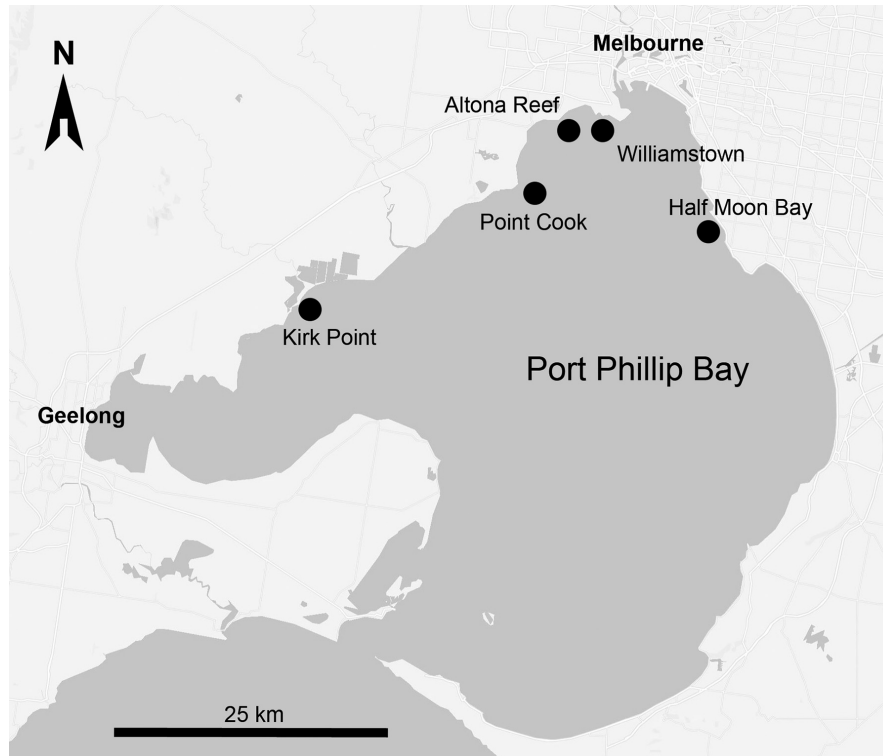 N
Melbourne
Altona Reef
Williamstown
Point Cook
Half Moon Bay
Kirk Point
Port Phillip Bay
Geelong
25 km